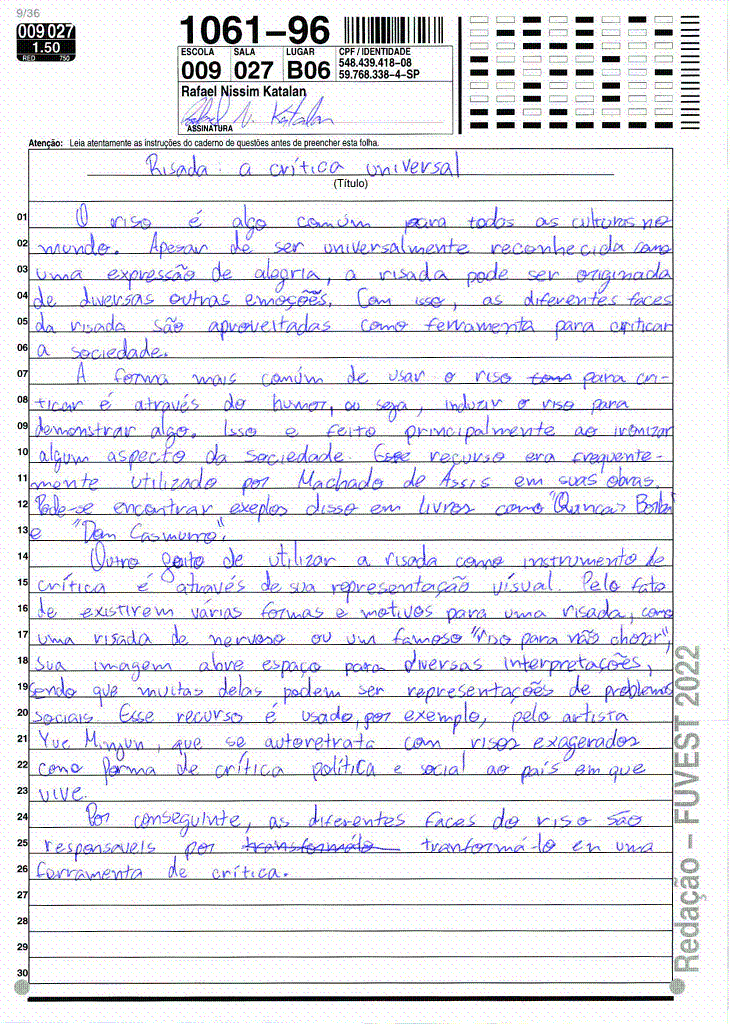 9/36
009 027
1.50
RED 750
1061-96
ESCOLA SALA LUGAR CPF / IDENTIDADE
009 027 B06 548.439.418-08
59.768.338-4-SP
Rafael Nissim Katalan
Rafael N. Katalan
ASSINATURA
Atenção: Leia atentamente as instruções do caderno de questões antes de preencher esta folha.
Risada: a crítica universal
(Título)
01 O riso é algo comúm para todas as culturas no
02 mundo. Apesar de ser universalmente reconhecida como
03 uma expressão de alegria, a risada pode ser originada
04 de diversas outras emoções. Com isso, as diferentes faces
05 da risada são aproveitadas como ferramenta para criticar
06 a sociedade.
07 A forma mais comúm de usar o riso com para cri-
08 ticar é através do humor, ou seja, induzir o riso para
09 demonstrar algo. Isso e feito principalmente ao ironizar
10 algum aspecto da sociedade. Esse recurso era frequente-
11 mente utilizado por Machado de Assis em suas obras.
12 Pode-se encontrar exeplos disso em livros como "Quincas Borba"
13 e "Dom Casmurro".
14 Outro jeito de utilizar a risada como instrumento de
15 crítica é através de sua representação visual. Pelo fato
16 de existirem varias formas e motivos para uma risada, como
17 uma risada de nervoso ou um famoso "riso para não chorar",
18 sua imagem abre espaço para diversas interpretações,
19 sendo que muitas delas podem ser representações de problemas
20 sociais. Esse recurso é usado, por exemplo, pelo artista
21 Yue Minjun, que se autoretrata com risos exagerados
22 como forma de crítica política e social ao país em que
23 vive.
24 Por conseguinte, as diferentes faces do riso são
25 responsaveis por transformálo tranformá-lo en uma
26 ferramenta de crítica.
27
28
29
30
Redação – FUVEST 2022